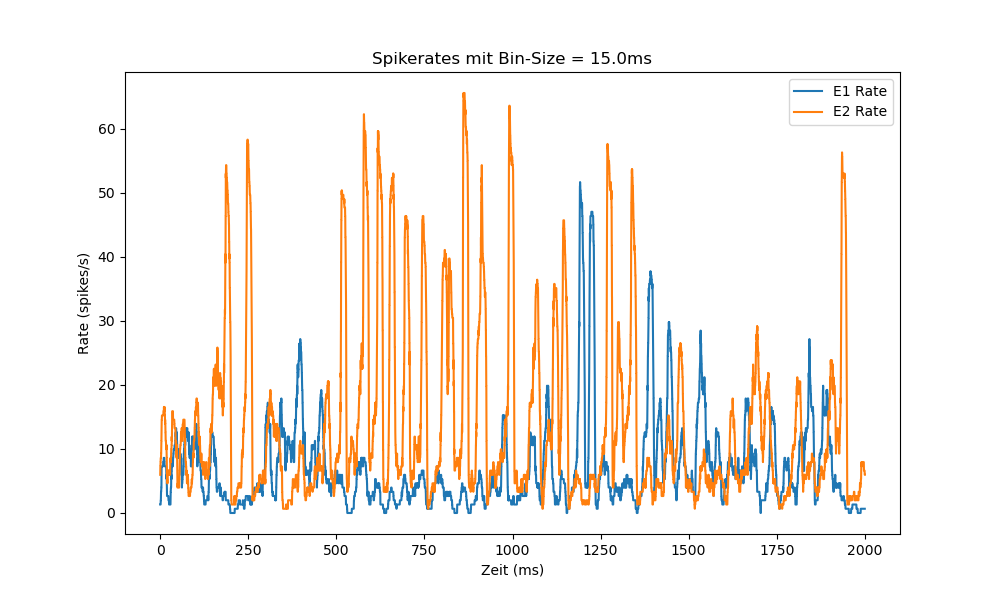 Spikerates mit Bin-Size = 15.0ms
E1 Rate
E2 Rate
Rate (spikes/s)
60
50
40
30
20
10
0
0 250 500 750 1000 1250 1500 1750 2000
Zeit (ms)